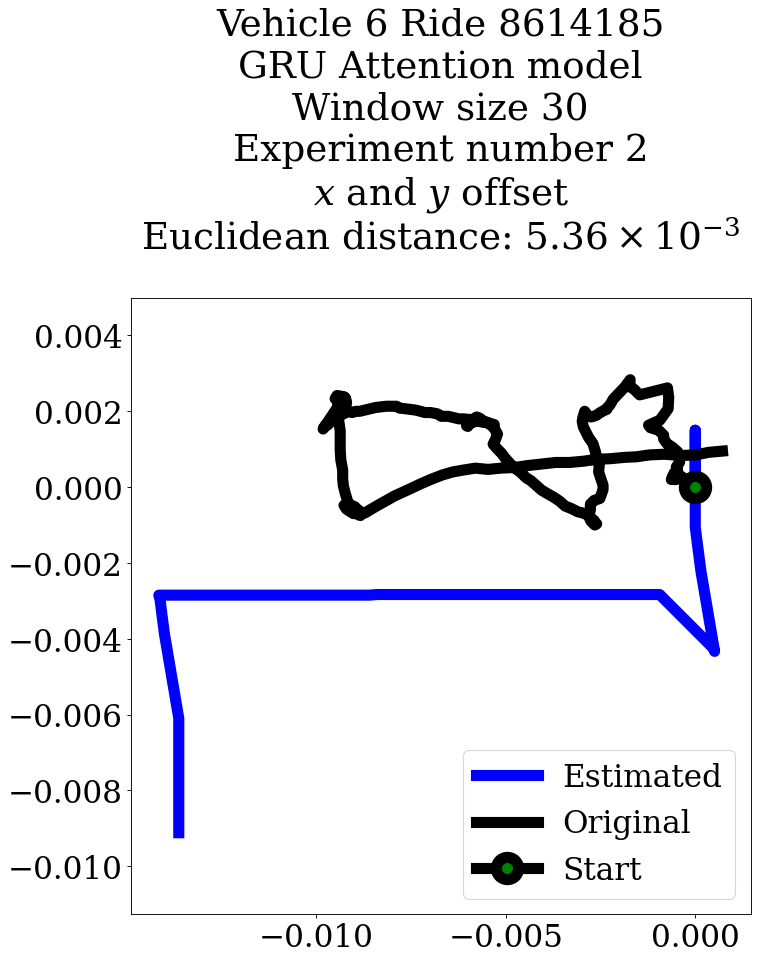 Vehicle 6 Ride 8614185
GRU Attention model
Window size 30
Experiment number 2
x and y offset
Euclidean distance: 5.36 × 10⁻³
0.004
0.002
0.000
−0.002
−0.004
−0.006
−0.008
−0.010
Estimated
Original
Start
−0.010 −0.005 0.000